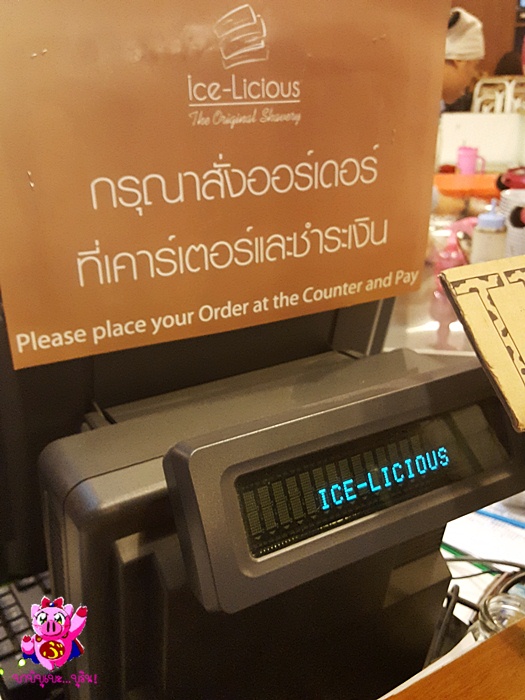 ice-Licious
The Original Shavery
กรุณาสั่งออร์เดอร์
ที่เคาร์เตอร์และชำระเงิน
Please place your Order at the Counter and Pay
ICE-LICIOUS
S